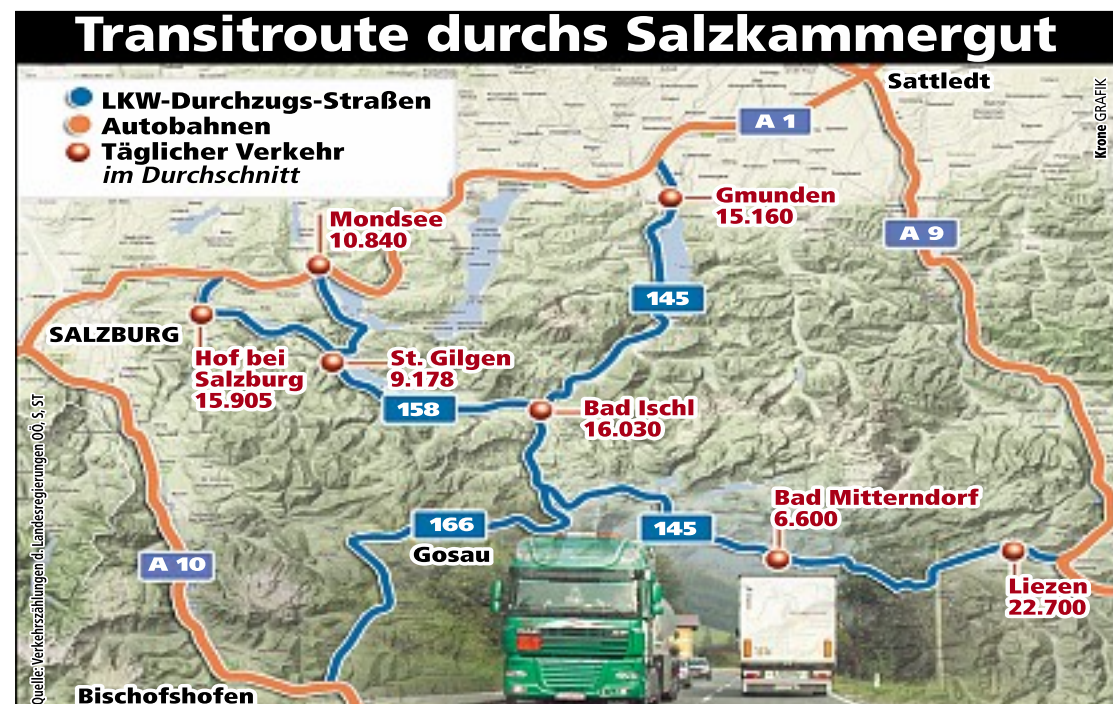 Transitroute durchs Salzkammergut
LKW-Durchzugs-Straßen
Autobahnen
Täglicher Verkehr
im Durchschnitt
Sattledt
Krone GRAFIK
A 1
Gmunden
15.160
Mondsee
10.840
A 9
145
SALZBURG
Hof bei
Salzburg
15.905
St. Gilgen
9.178
158
Bad Ischl
16.030
Bad Mitterndorf
6.600
166
Gosau
145
A 10
Liezen
22.700
Bischofshofen
Quelle: Verkehrszählungen d. Landesregierungen OÖ, S, ST